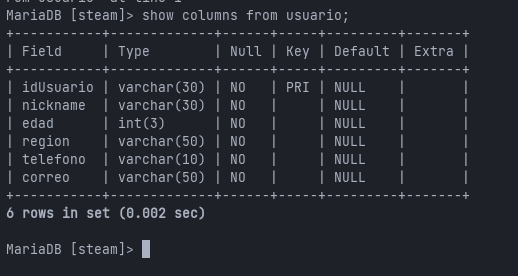 MariaDB [steam]> show columns from usuario;
+-----------+-------------+------+-----+---------+-------+
| Field     | Type        | Null | Key | Default | Extra |
+-----------+-------------+------+-----+---------+-------+
| idUsuario | varchar(30) | NO   | PRI | NULL    |       |
| nickname  | varchar(30) | NO   |     | NULL    |       |
| edad      | int(3)      | NO   |     | NULL    |       |
| region    | varchar(50) | NO   |     | NULL    |       |
| telefono  | varchar(10) | NO   |     | NULL    |       |
| correo    | varchar(50) | NO   |     | NULL    |       |
+-----------+-------------+------+-----+---------+-------+
6 rows in set (0.002 sec)
MariaDB [steam]>